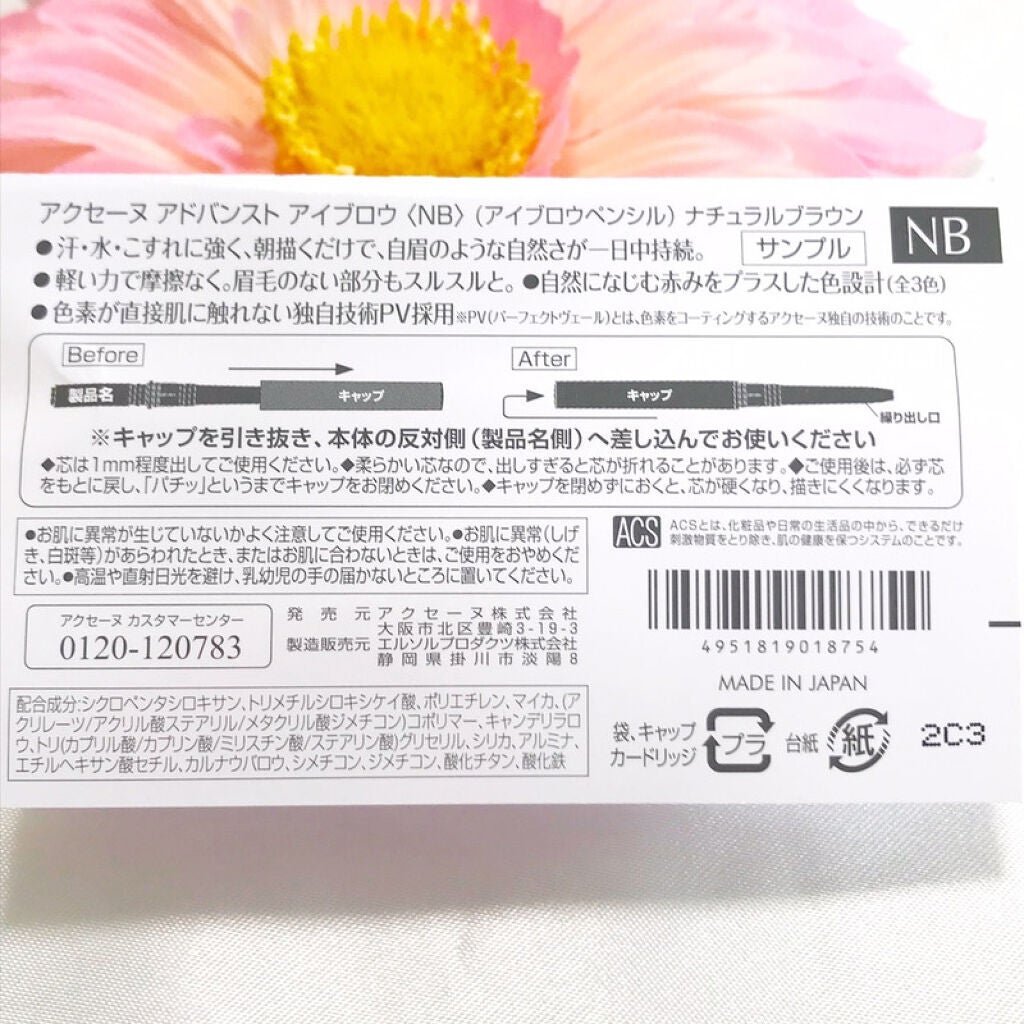 アクセーヌ アドバンスト アイブロウ〈NB〉(アイブロウペンシル) ナチュラルブラウン
NB
●汗・水・こすれに強く、朝描くだけで、自眉のような自然さが一日中持続。
サンプル
●軽い力で摩擦なく。眉毛のない部分もスルスルと。●自然になじむ赤みをプラスした色設計(全3色)
●色素が直接肌に触れない独自技術PV採用※PV(パーフェクトヴェール)とは、色素をコーティングするアクセーヌ独自の技術のことです。
Before
製品名
キャップ
After
キャップ
繰り出し口
※キャップを引き抜き、本体の反対側(製品名側)へ差し込んでお使いください
◆芯は1mm程度出してご使用ください。◆柔らかい芯なので、出しすぎると芯が折れることがあります。◆ご使用後は、必ず芯
をもとに戻し、「パチッ」というまでキャップをお閉めください。◆キャップを閉めずにおくと、芯が硬くなり、描きにくくなります。
●お肌に異常が生じていないかよく注意してご使用ください。●お肌に異常(しげ
き、白斑等)があらわれたとき、またはお肌に合わないときは、ご使用をおやめくだ
さい。●高温や直射日光を避け、乳幼児の手の届かないところに置いてください。
ACS
ACSとは、化粧品や日常の生活品の中から、できるだけ
刺激物質をとり除き、肌の健康を保つシステムのことです。
アクセーヌ カスタマーセンター
0120-120783
発売元 アクセーヌ株式会社
大阪市北区豊崎3-19-3
製造販売元 エルソルプロダクツ株式会社
静岡県掛川市淡陽8
4951819018754
MADE IN JAPAN
配合成分:シクロペンタシロキサン、トリメチルシロキシケイ酸、ポリエチレン、マイカ、(ア
クリレーツ/アクリル酸ステアリル/メタクリル酸ジメチコン)コポリマー、キャンデリラロ
ウ、トリ(カプリル酸/カプリン酸/ミリスチン酸/ステアリン酸)グリセリル、シリカ、アルミナ、
エチルヘキサン酸セチル、カルナウバロウ、シメチコン、ジメチコン、酸化チタン、酸化鉄
袋、キャップ
カートリッジ
プラ
台紙
紙
2C3